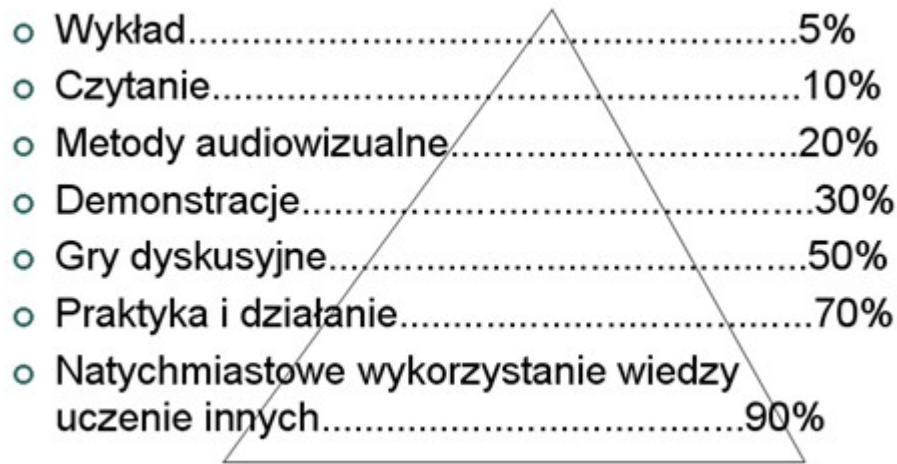 o Wykład..........................................................5%
o Czytanie........................................................10%
o Metody audiowizualne..................................20%
o Demonstracje.................................................30%
o Gry dyskusyjne..............................................50%
o Praktyka i działanie.......................................70%
o Natychmiastowe wykorzystanie wiedzy
uczenie innych........................................90%